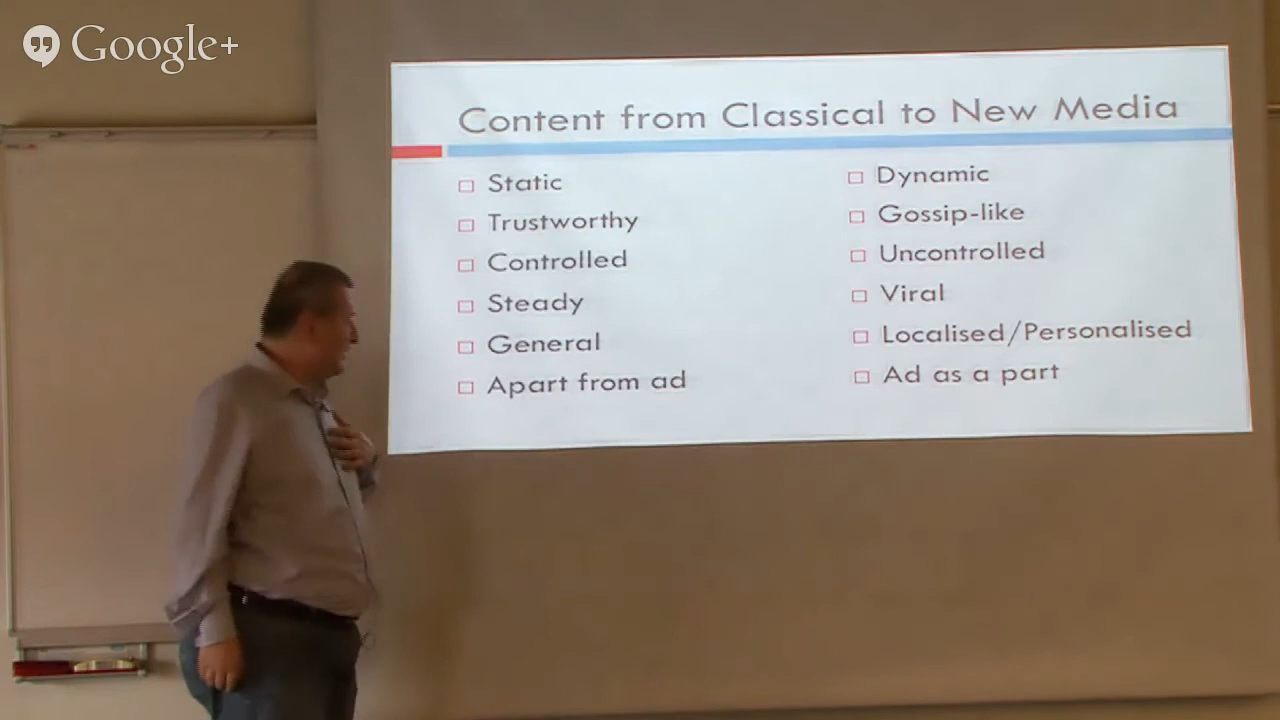 Google+
Content from Classical to New Media
Static
Trustworthy
Controlled
Steady
General
Apart from ad
Dynamic
Gossip-like
Uncontrolled
Viral
Localised/Personalised
Ad as a part